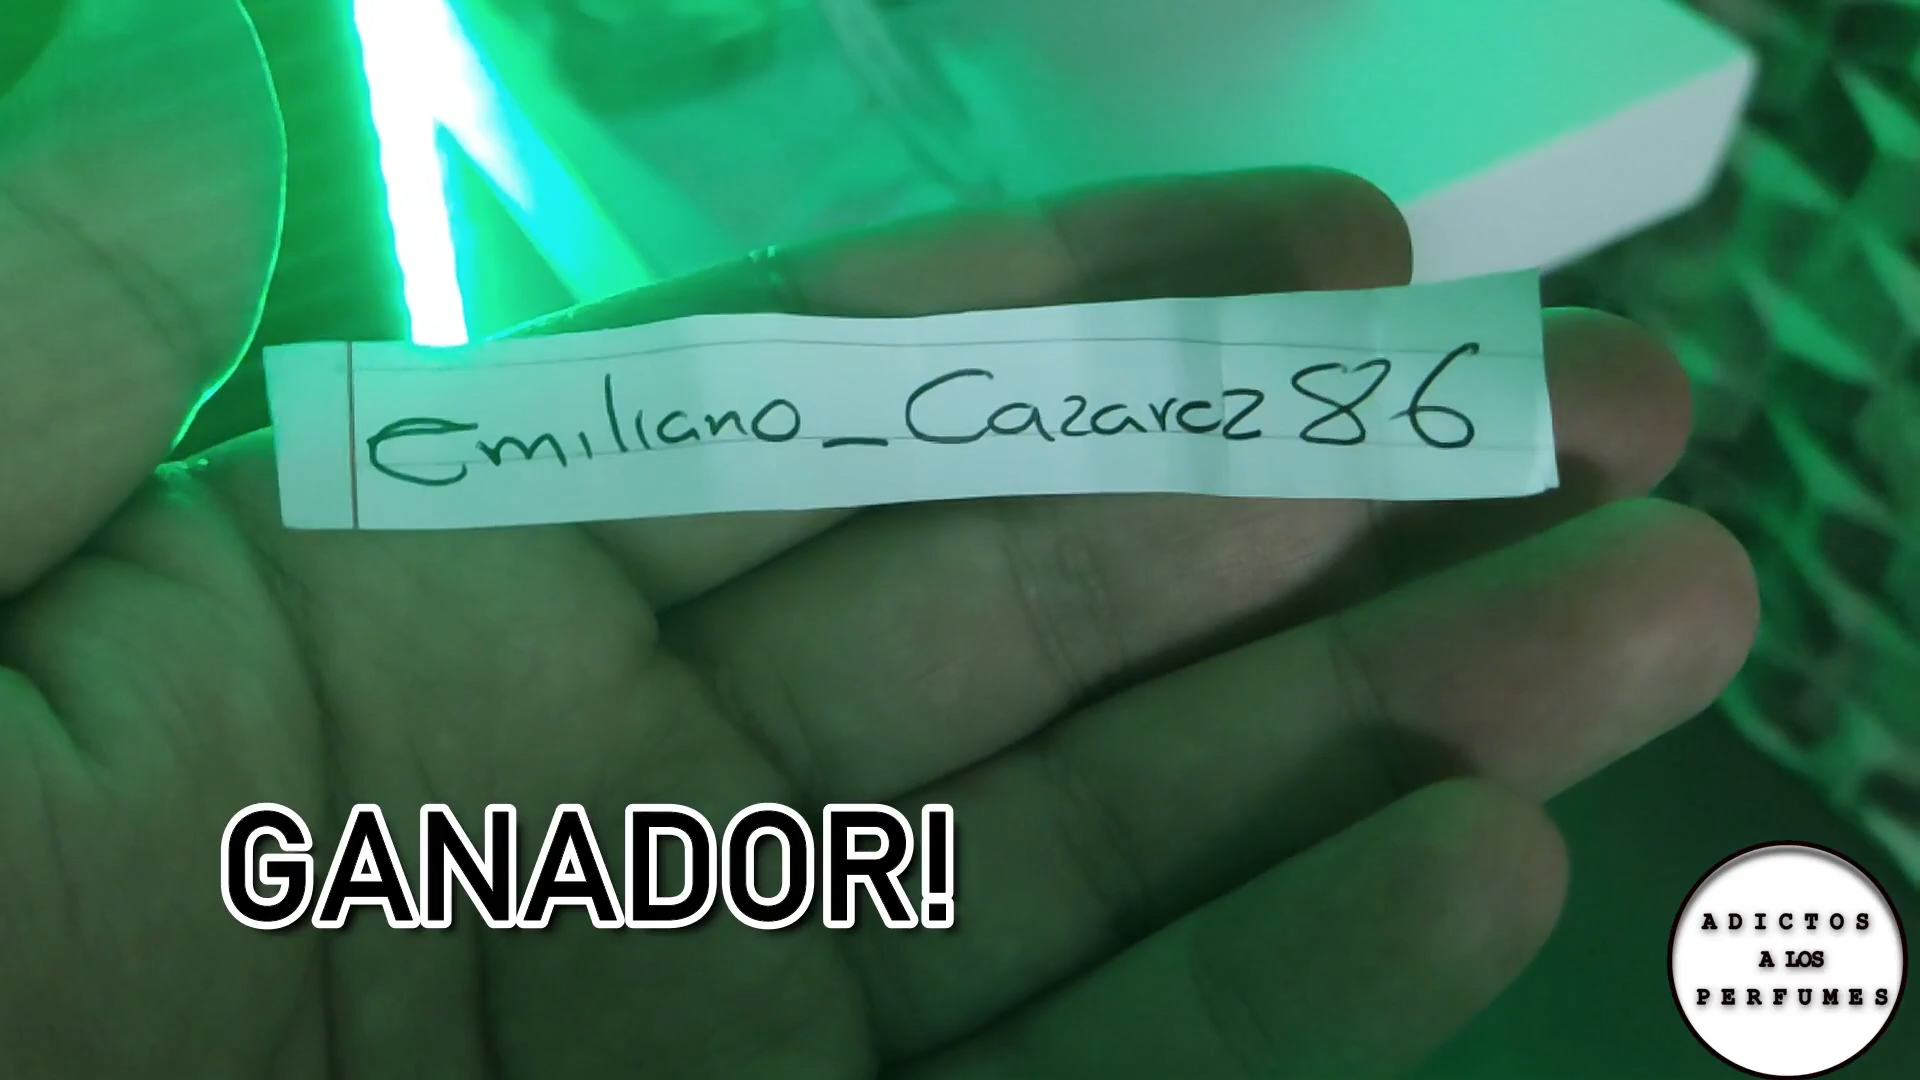 Emiliano_Cazarez86
GANADOR!
ADICTOS
A LOS
PERFUMES